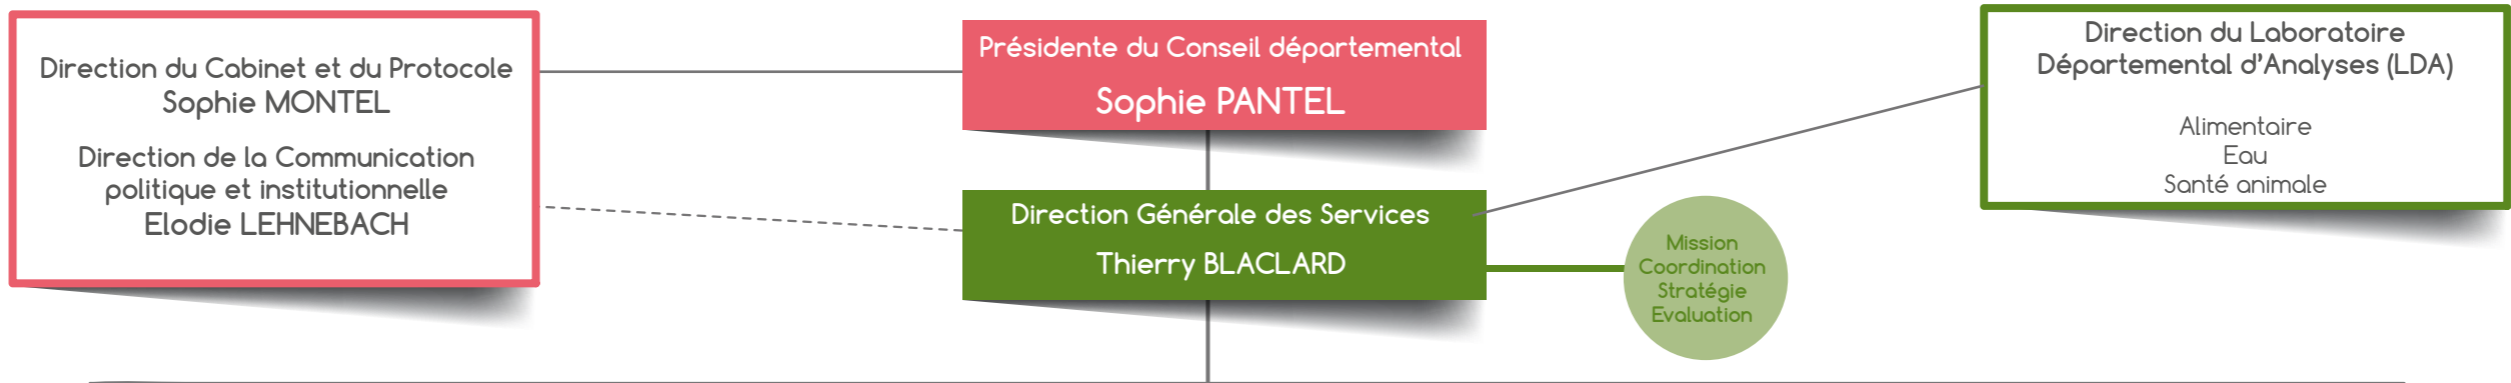 Direction du Cabinet et du Protocole
Sophie MONTEL
Direction de la Communication
politique et institutionnelle
Elodie LEHNEBACH
Présidente du Conseil départemental
Sophie PANTEL
Direction Générale des Services
Thierry BLACLARD
Mission
Coordination
Stratégie
Evaluation
Direction du Laboratoire
Départemental d'Analyses (LDA)
Alimentaire
Eau
Santé animale